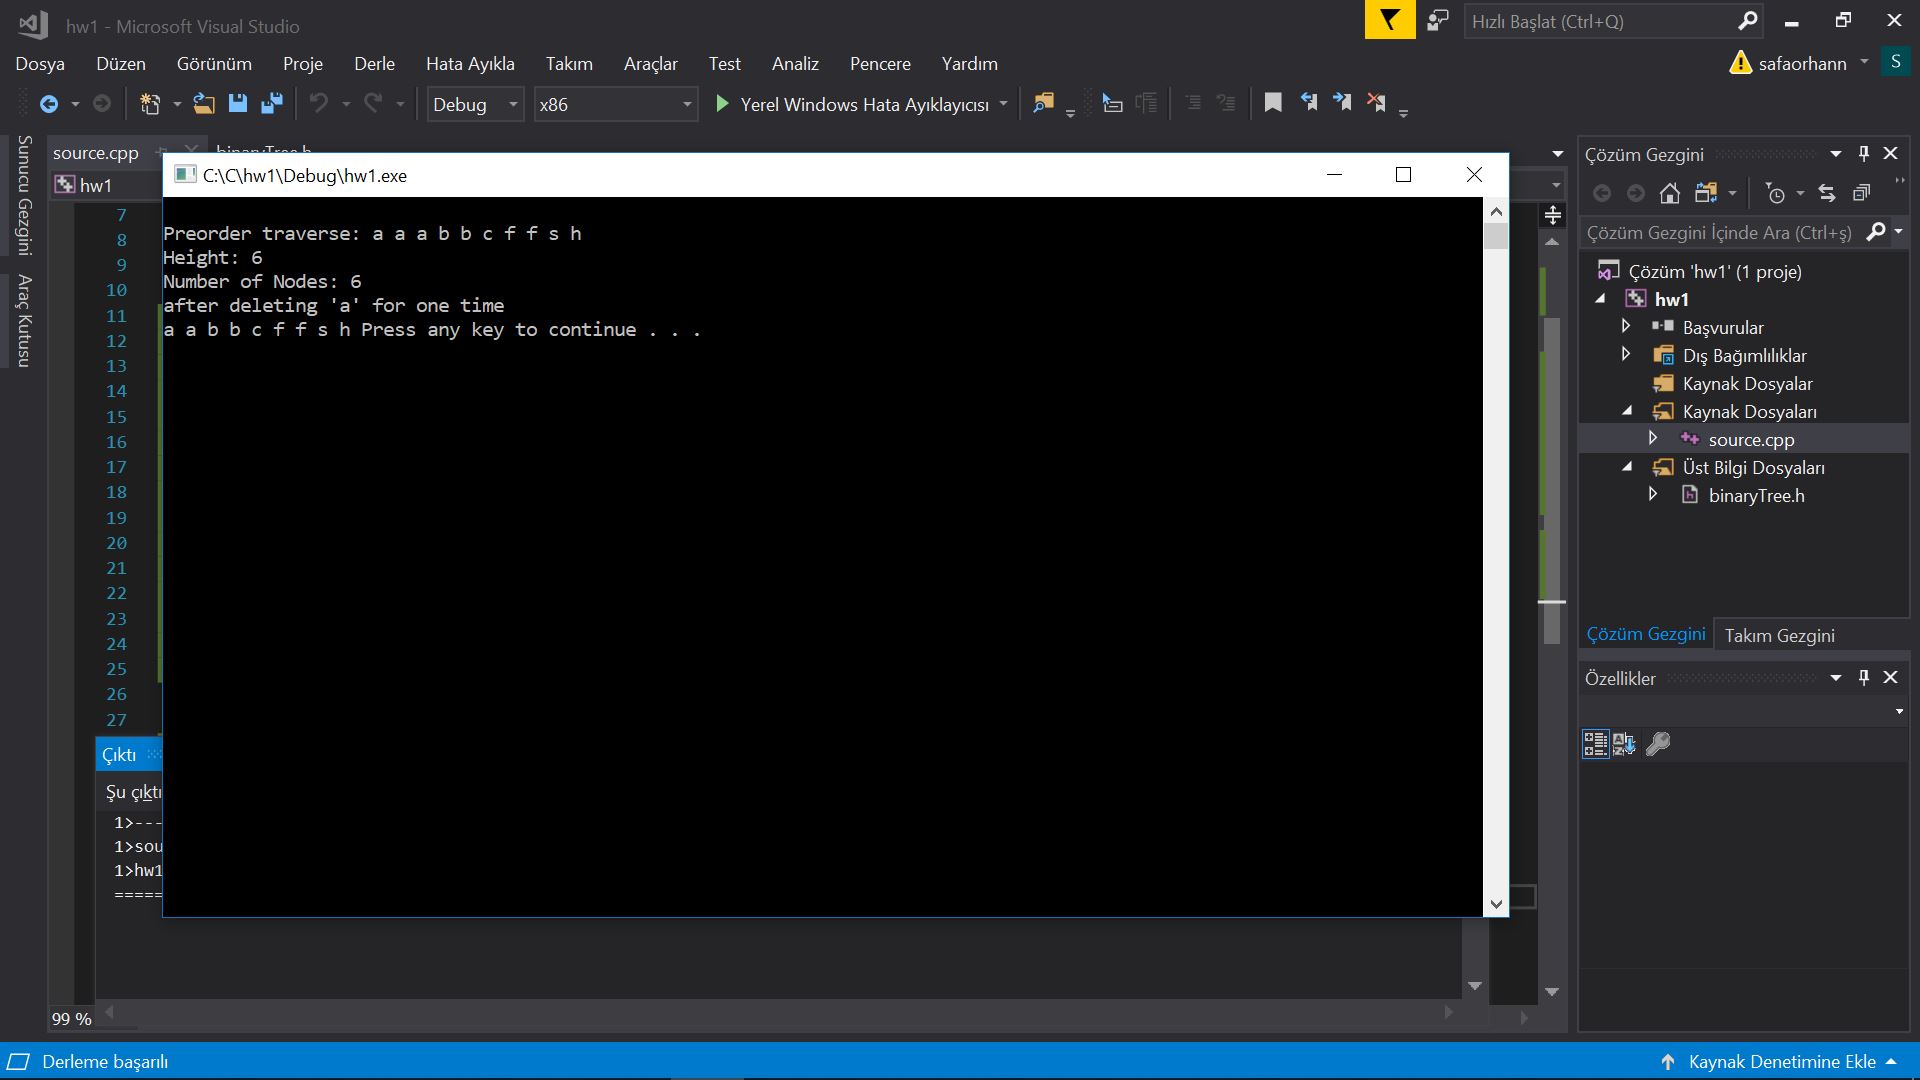 hw1 - Microsoft Visual Studio
Hızlı Başlat (Ctrl+Q)
Dosya Düzen Görünüm Proje Derle Hata Ayıkla Takım Araçlar Test Analiz Pencere Yardım
safaorhann S
Debug x86 Yerel Windows Hata Ayıklayıcısı
Sunucu Gezgini
Araç Kutusu
source.cpp binaryTree.h
hw1
C:\C\hw1\Debug\hw1.exe
Preorder traverse: a a a b b c f f s h
Height: 6
Number of Nodes: 6
after deleting 'a' for one time
a a b b c f f s h Press any key to continue . . .
7
8
9
10
11
12
13
14
15
16
17
18
19
20
21
22
23
24
25
26
27
Çıktı
Şu çıktı
1>---
1>sou
1>hw1
=====
99 %
Çözüm Gezgini
Çözüm Gezgini İçinde Ara (Ctrl+ş)
Çözüm 'hw1' (1 proje)
hw1
Başvurular
Dış Bağımlılıklar
Kaynak Dosyalar
Kaynak Dosyaları
source.cpp
Üst Bilgi Dosyaları
binaryTree.h
Çözüm Gezgini Takım Gezgini
Özellikler
Derleme başarılı
Kaynak Denetimine Ekle